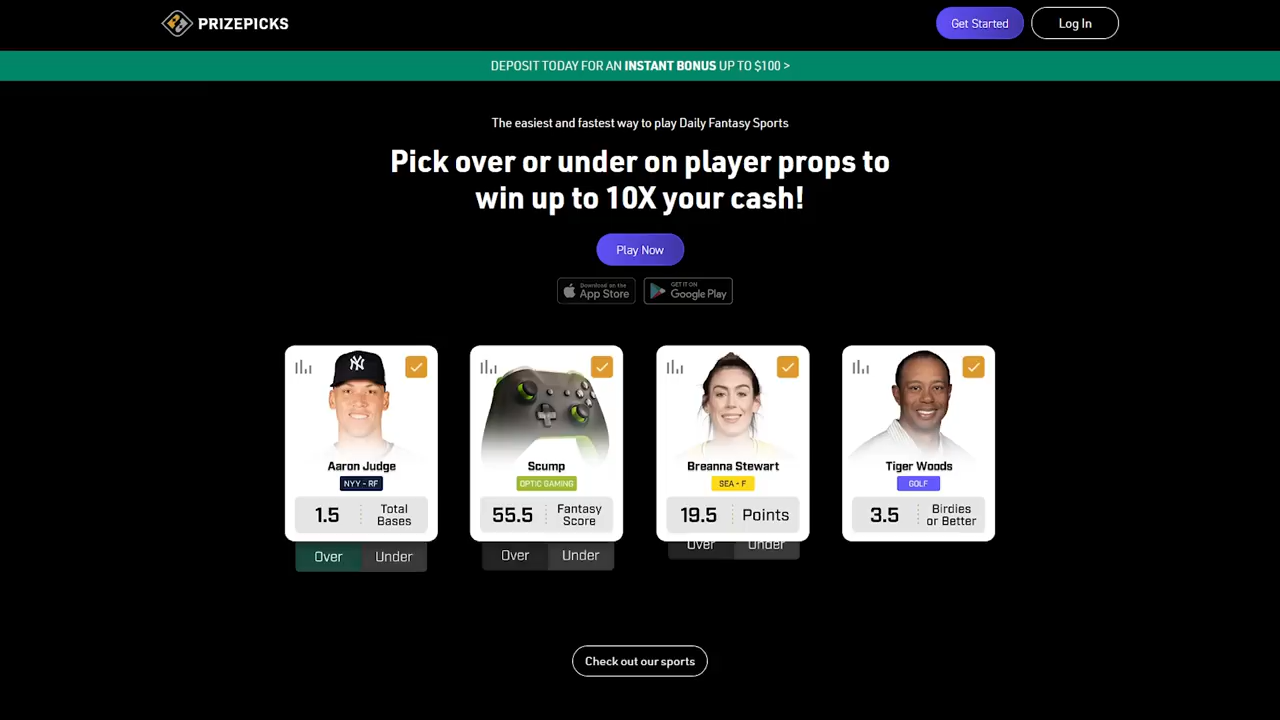 PRIZEPICKS
Get Started
Log In
DEPOSIT TODAY FOR AN INSTANT BONUS UP TO $100 >
The easiest and fastest way to play Daily Fantasy Sports
Pick over or under on player props to
win up to 10X your cash!
Play Now
Download on the
App Store
GET IT ON
Google Play
Aaron Judge
NYY - RF
1.5
Total
Bases
Over
Under
Scump
OPTIC GAMING
55.5
Fantasy
Score
Over
Under
Breanna Stewart
SEA - F
19.5
Points
Over
Under
Tiger Woods
GOLF
3.5
Birdies
or Better
Check out our sports